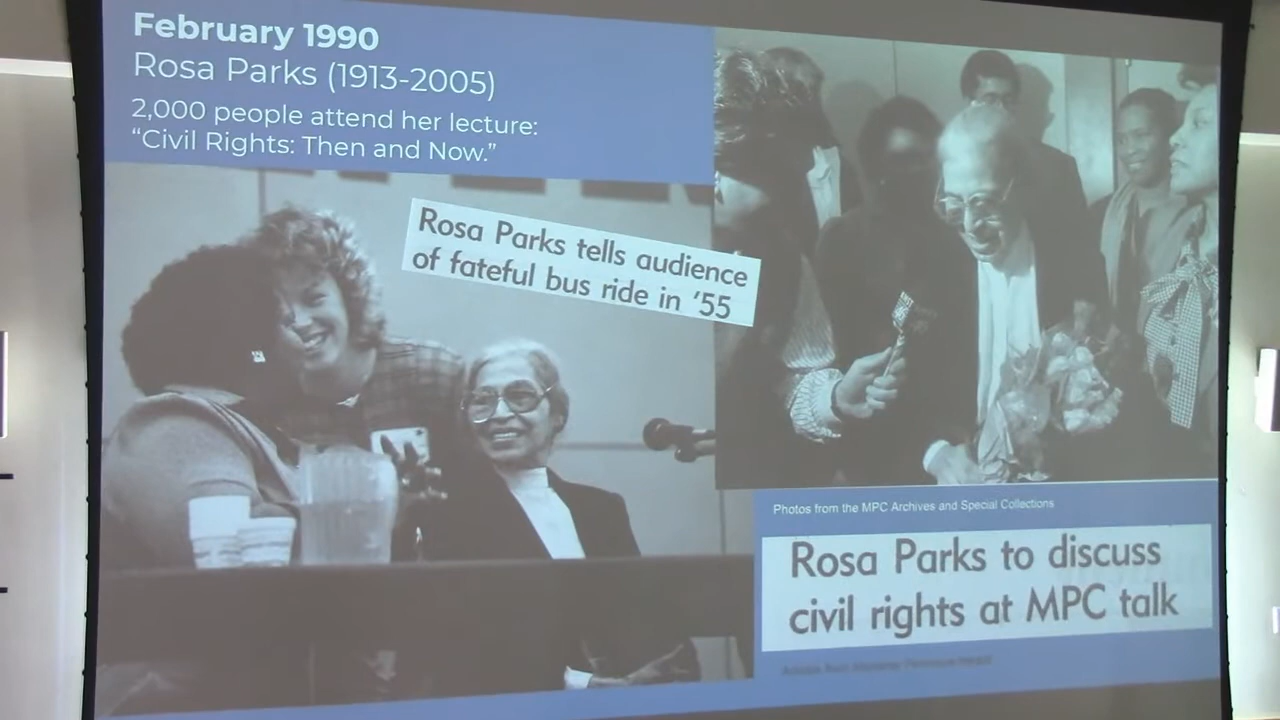 February 1990
Rosa Parks (1913-2005)
2,000 people attend her lecture:
“Civil Rights: Then and Now.”
Rosa Parks tells audience
of fateful bus ride in '55
Photos from the MPC Archives and Special Collections
Rosa Parks to discuss
civil rights at MPC talk